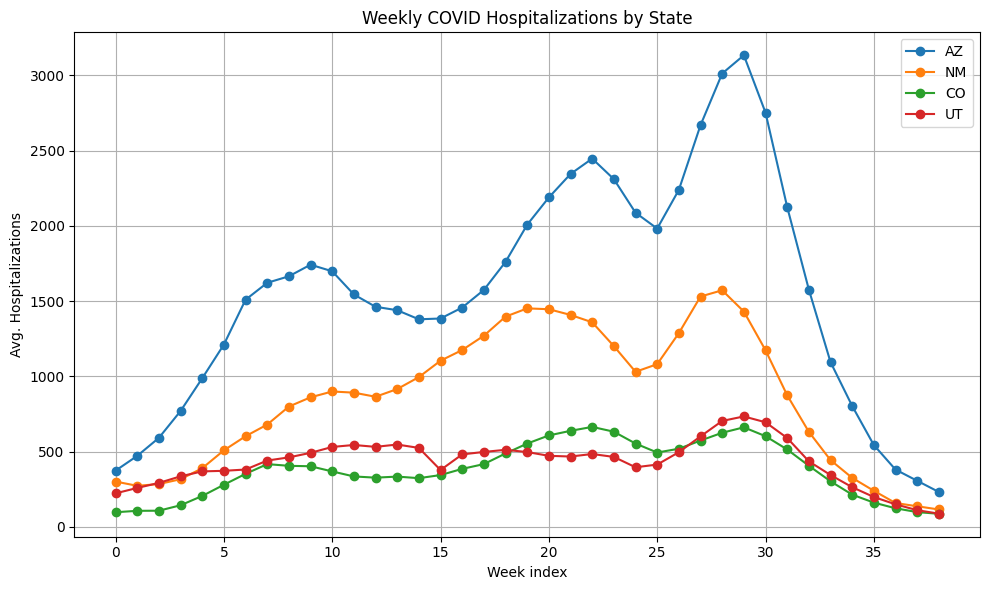 Weekly COVID Hospitalizations by State
AZ
NM
CO
UT
Avg. Hospitalizations
3000
2500
2000
1500
1000
500
0
0 5 10 15 20 25 30 35
Week index